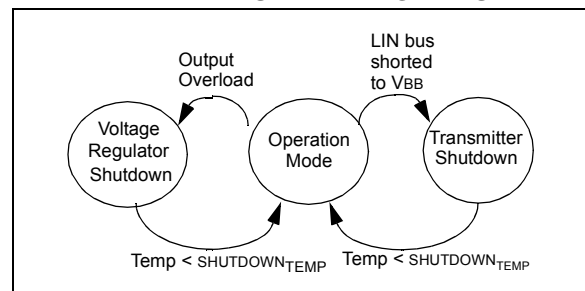 Output
Overload
LIN bus
shorted
to VBB
Voltage
Regulator
Shutdown
Operation
Mode
Transmitter
Shutdown
Temp < SHUTDOWNTEMP
Temp < SHUTDOWNTEMP